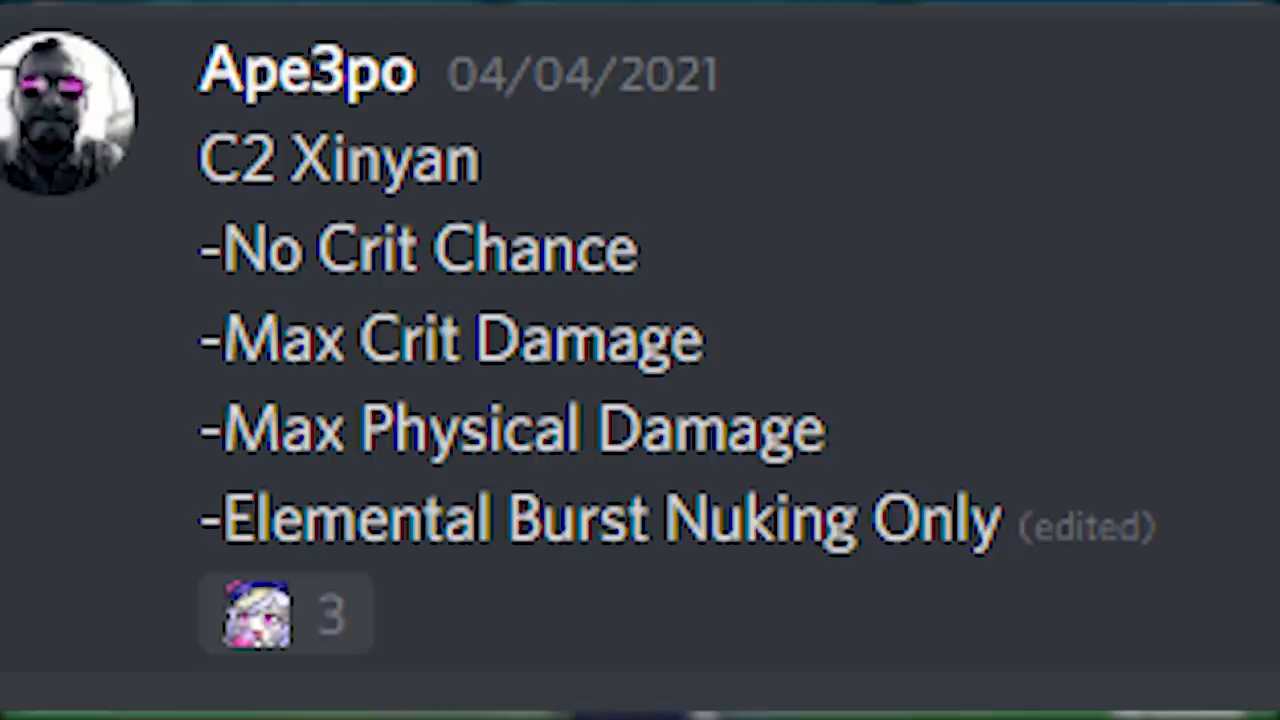 Ape3po 04/04/2021
C2 Xinyan
-No Crit Chance
-Max Crit Damage
-Max Physical Damage
-Elemental Burst Nuking Only (edited)
3